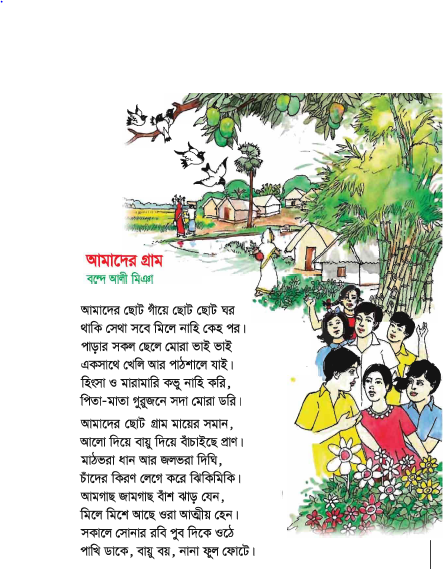 আমাদের গ্রাম
বন্দে আলী মিঞা
আমাদের ছোট গাঁয়ে ছোট ছোট ঘর
থাকি সেথা সবে মিলে নাহি কেহ পর।
পাড়ার সকল ছেলে মোরা ভাই ভাই
একসাথে খেলি আর পাঠশালে যাই।
হিংসা ও মারামারি কভু নাহি করি,
পিতা-মাতা গুরুজনে সদা মোরা ডরি।
আমাদের ছোট গ্রাম মায়ের সমান,
আলো দিয়ে বায়ু দিয়ে বাঁচাইছে প্রাণ।
মাঠভরা ধান আর জলভরা দিঘি,
চাঁদের কিরণ লেগে করে ঝিকিমিকি।
আমগাছ জামগাছ বাঁশ ঝাড় যেন,
মিলে মিশে আছে ওরা আত্মীয় হেন।
সকালে সোনার রবি পুব দিকে ওঠে
পাখি ডাকে, বায়ু বয়, নানা ফুল ফোটে।